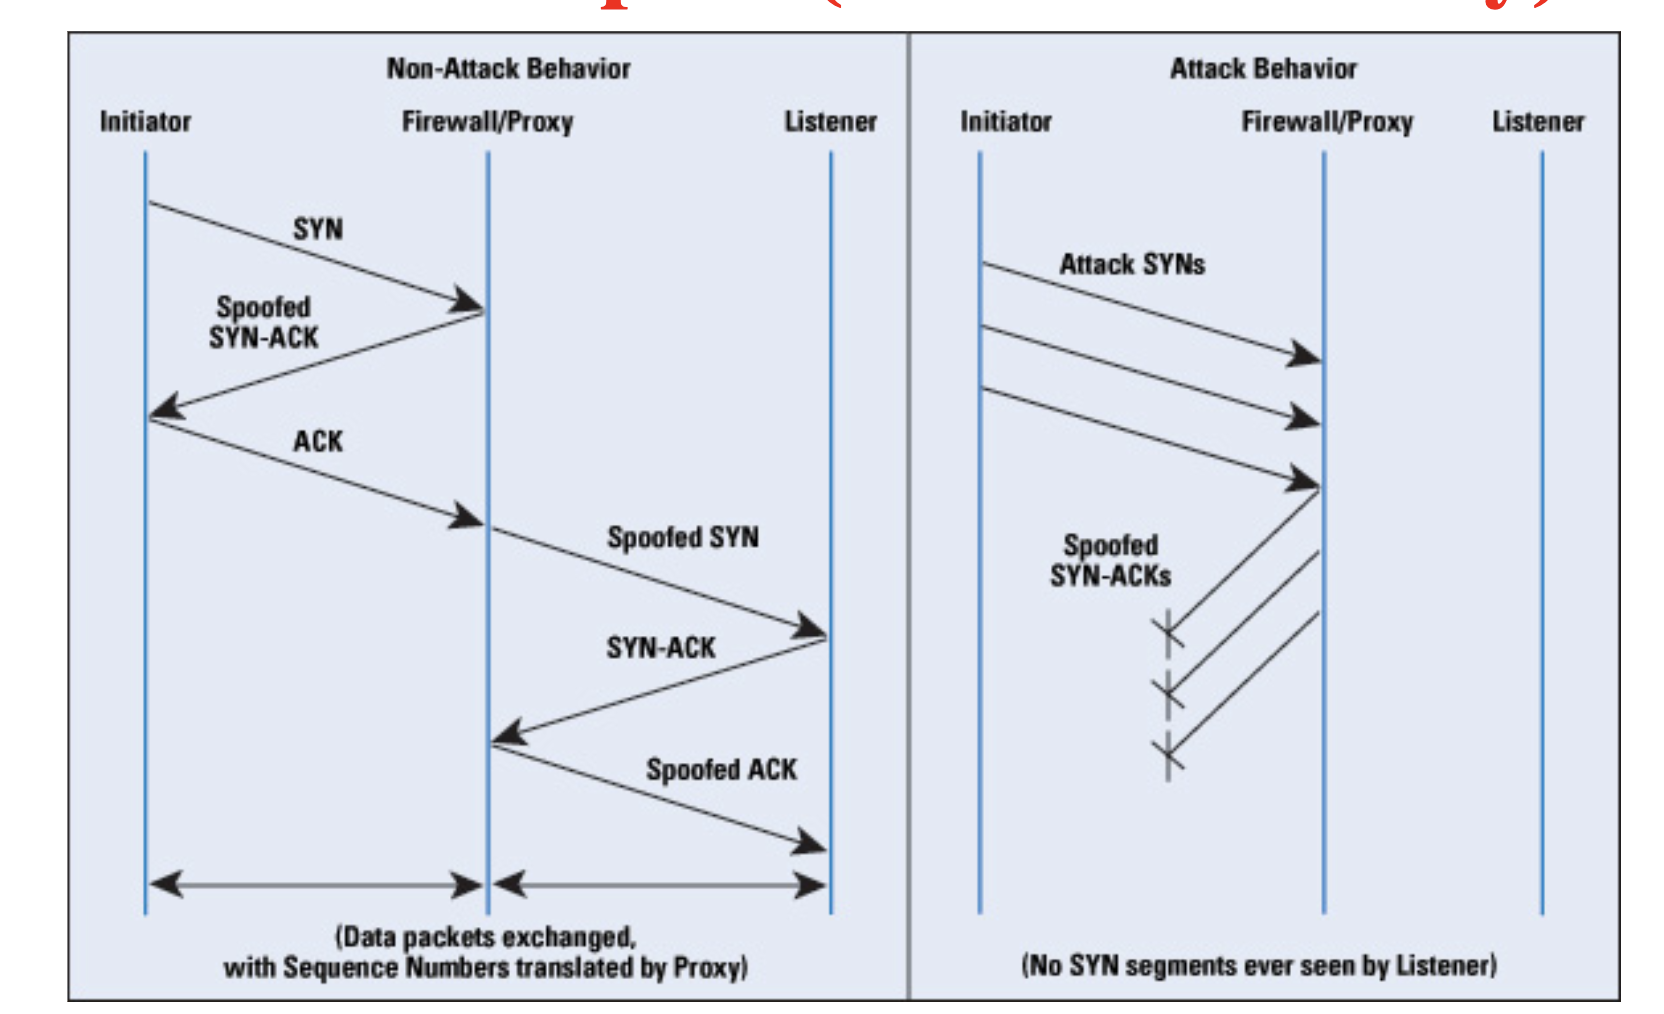 Non-Attack Behavior
Initiator
Firewall/Proxy
Listener
SYN
Spoofed
SYN-ACK
ACK
Spoofed SYN
SYN-ACK
Spoofed ACK
(Data packets exchanged,
with Sequence Numbers translated by Proxy)
Attack Behavior
Initiator
Firewall/Proxy
Listener
Attack SYNs
Spoofed
SYN-ACKs
(No SYN segments ever seen by Listener)